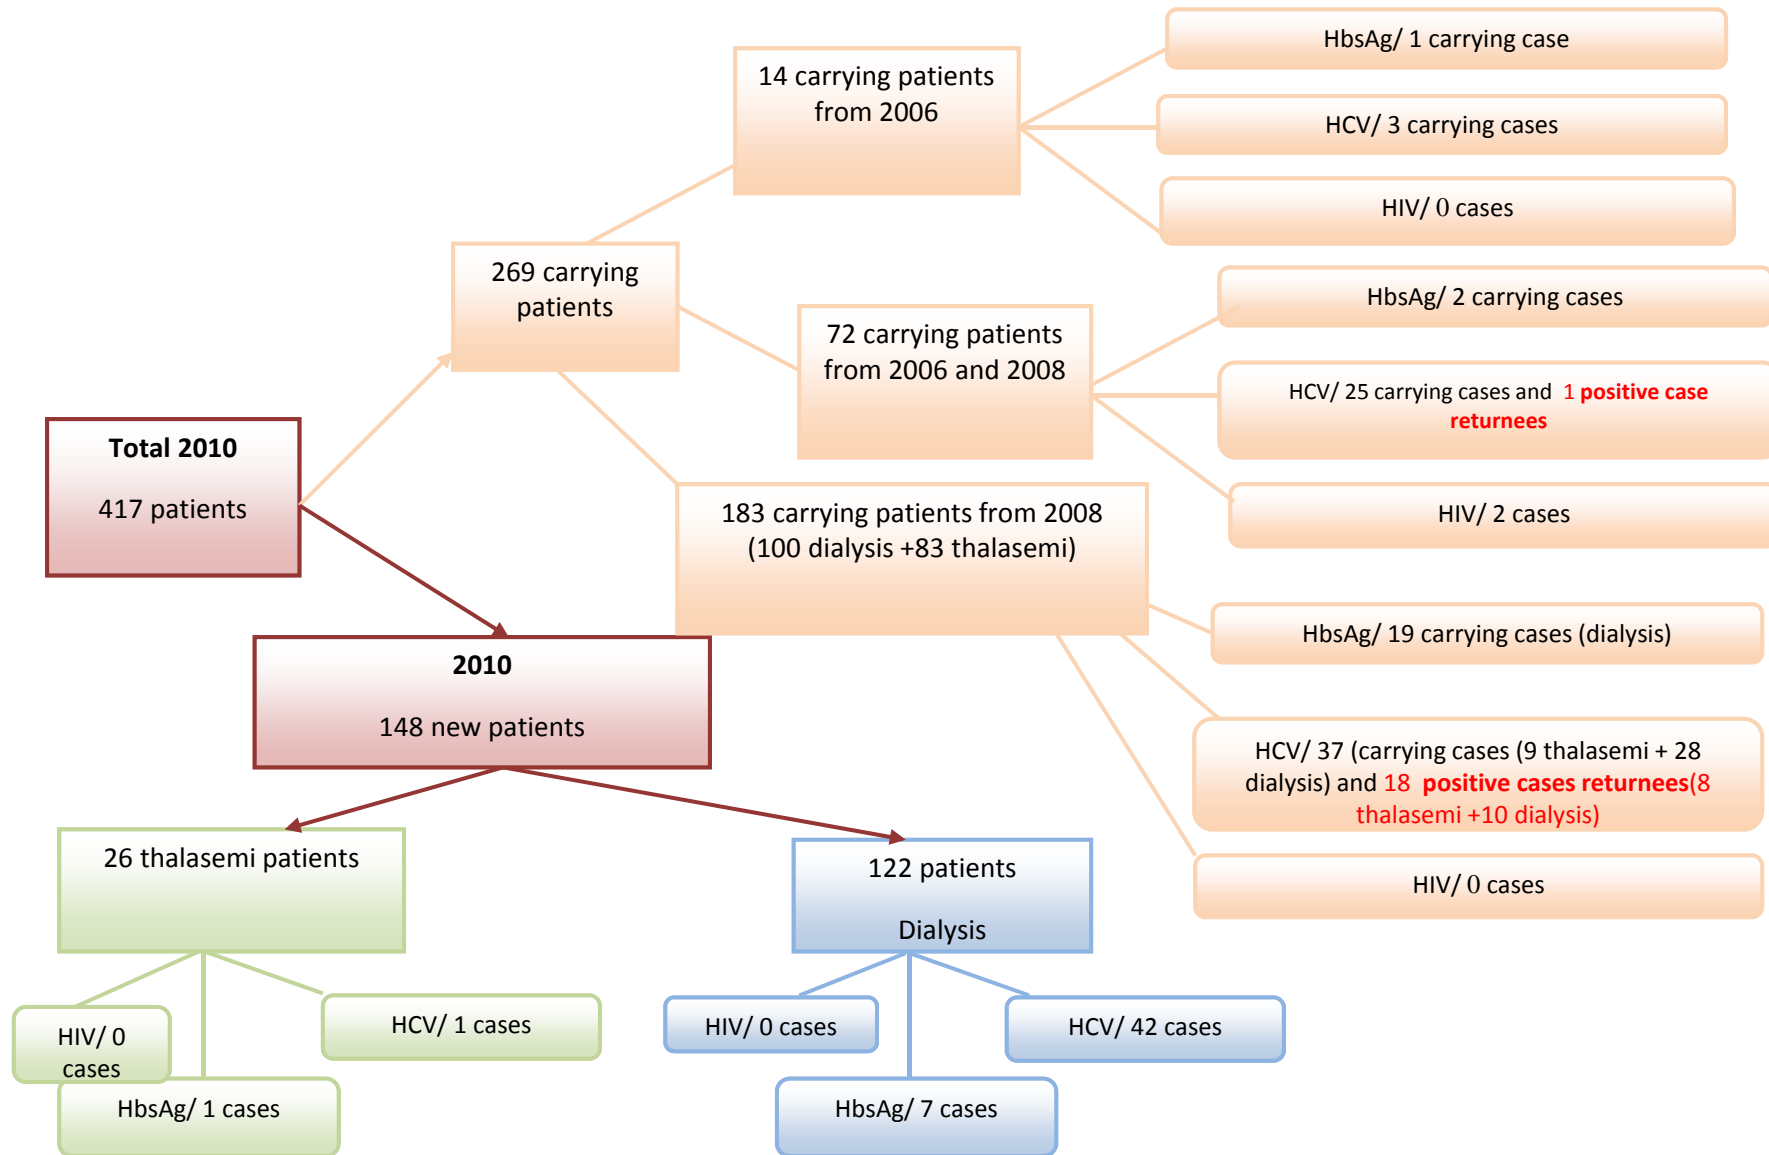 HbsAg/ 1 carrying case
14 carrying patients
from 2006
HCV/ 3 carrying cases
HIV/ 0 cases
269 carrying
patients
HbsAg/ 2 carrying cases
72 carrying patients
from 2006 and 2008
HCV/ 25 carrying cases and 1 positive case
returnees
HIV/ 2 cases
Total 2010
417 patients
183 carrying patients from 2008
(100 dialysis +83 thalasemi)
HbsAg/ 19 carrying cases (dialysis)
2010
148 new patients
HCV/ 37 (carrying cases (9 thalasemi + 28
dialysis) and 18 positive cases returnees(8
thalasemi +10 dialysis)
HIV/ 0 cases
26 thalasemi patients
122 patients
Dialysis
HIV/ 0
cases
HCV/ 1 cases
HbsAg/ 1 cases
HIV/ 0 cases
HCV/ 42 cases
HbsAg/ 7 cases